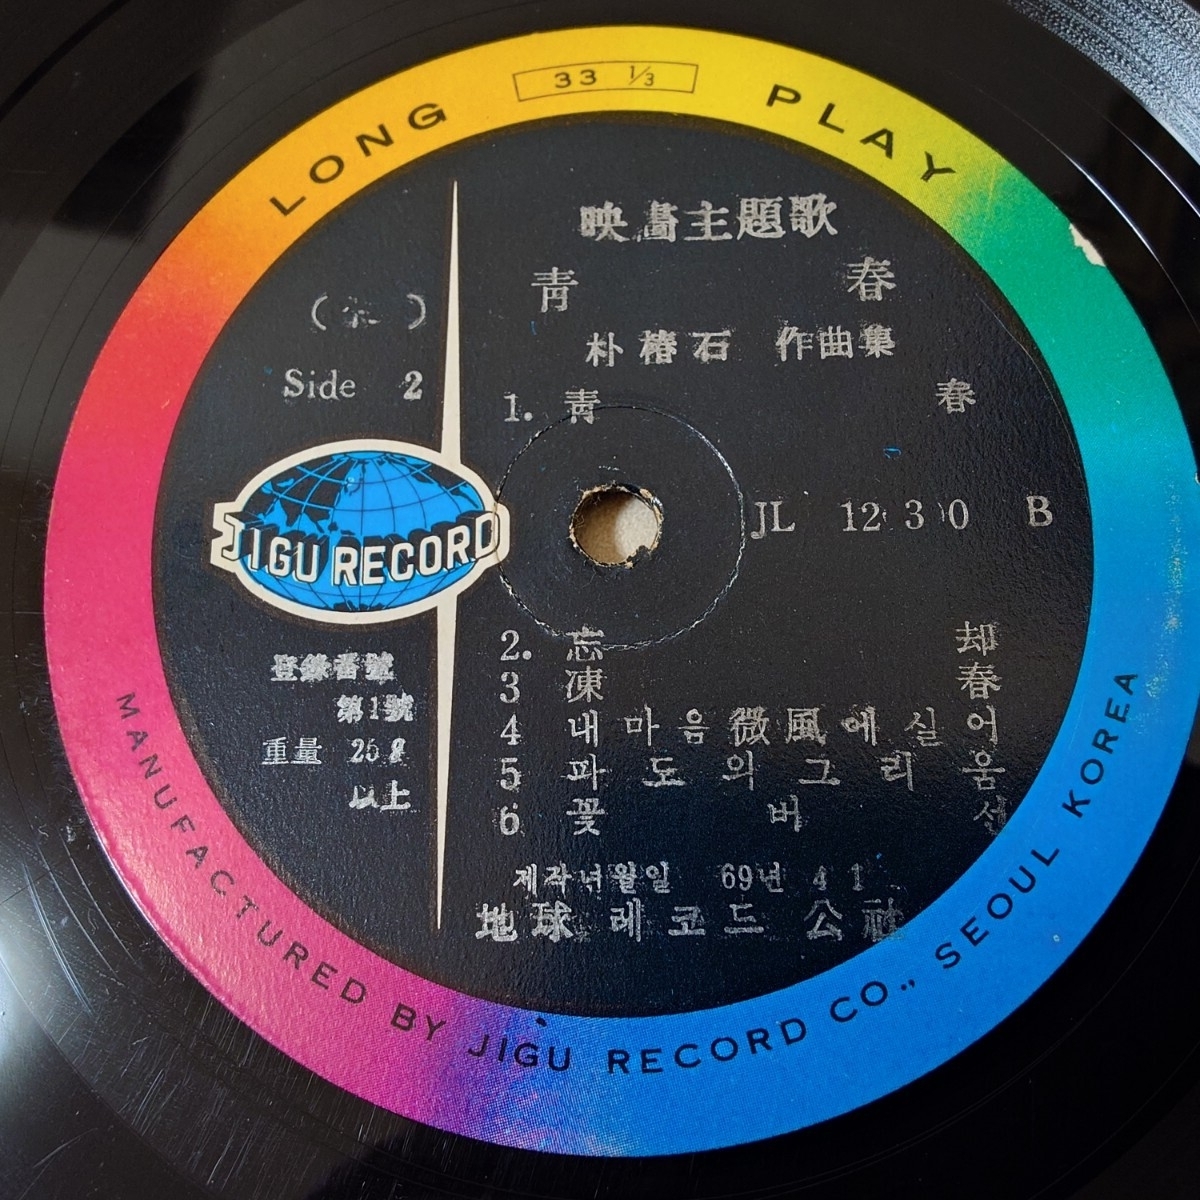 LONG PLAY
33 1/3
映畵主題歌
靑春
朴椿石 作曲集
Side 2
1. 靑春
JL 1230 B
JIGU RECORD
2. 忘却
3 凍春
4 내마음微風에실어
5 파도의그리움
6 꽃버선
登錄番號
第1號
重量 25g
以上
제작년월일 69년 4 1
地球레코드公社
MANUFACTURED BY JIGU RECORD CO., SEOUL KOREA